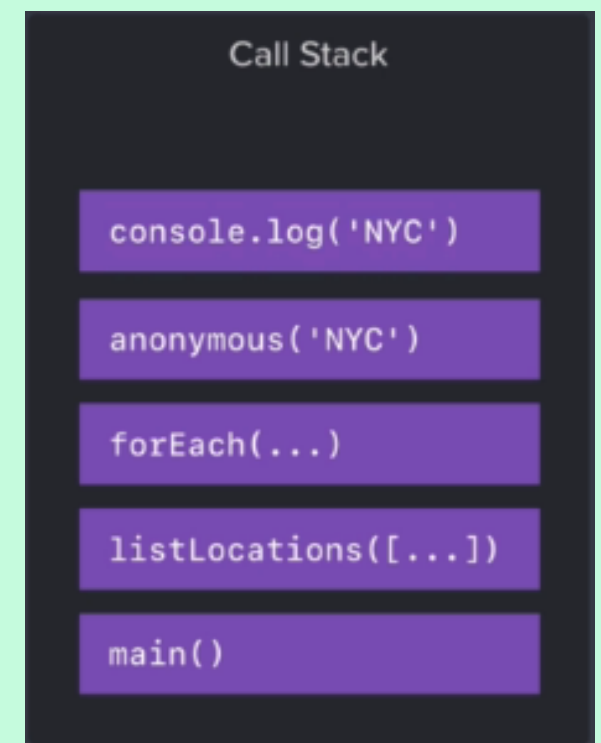 Call Stack
console.log('NYC')
anonymous('NYC')
forEach(...)
listLocations([...])
main()